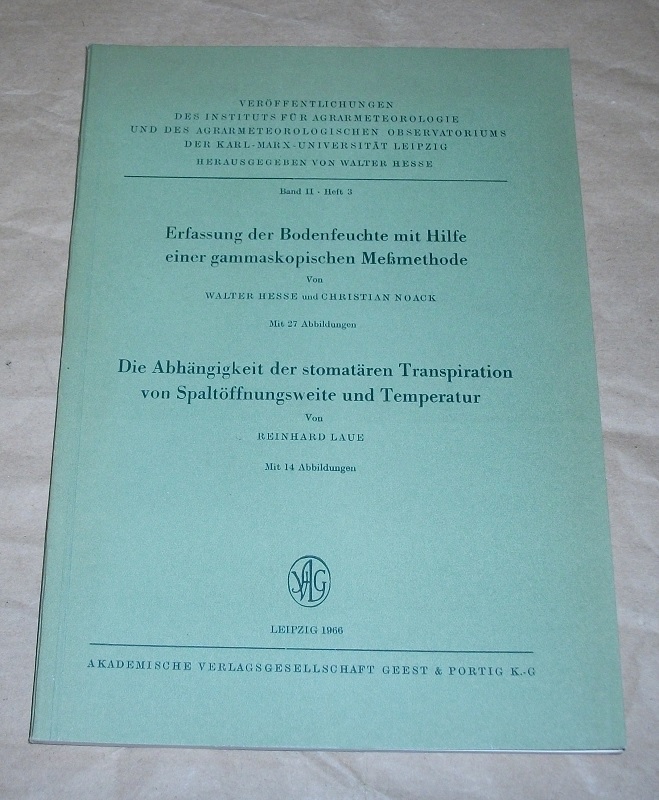 VERÖFFENTLICHUNGEN
DES INSTITUTS FÜR AGRARMETEOROLOGIE
UND DES AGRARMETEOROLOGISCHEN OBSERVATORIUMS
DER KARL-MARX-UNIVERSITÄT LEIPZIG
HERAUSGEGEBEN VON WALTER HESSE
Band II · Heft 3
Erfassung der Bodenfeuchte mit Hilfe
einer gammaskopischen Meßmethode
Von
WALTER HESSE und CHRISTIAN NOACK
Mit 27 Abbildungen
Die Abhängigkeit der stomatären Transpiration
von Spaltöffnungsweite und Temperatur
Von
REINHARD LAUE
Mit 14 Abbildungen
VAG
LEIPZIG 1966
AKADEMISCHE VERLAGSGESELLSCHAFT GEEST & PORTIG K.-G